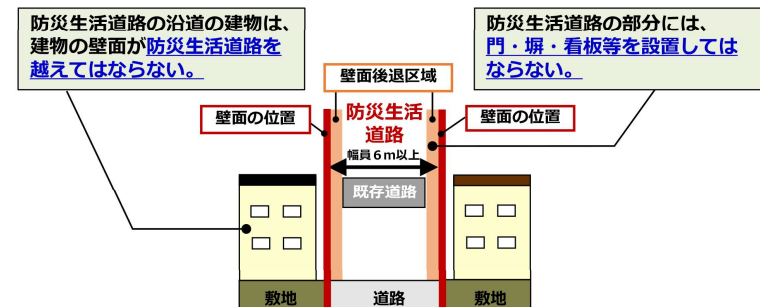 防災生活道路の沿道の建物は、
建物の壁面が防災生活道路を
越えてはならない。
防災生活道路の部分には、
門・塀・看板等を設置しては
ならない。
壁面後退区域
壁面の位置
防災生活
道路
壁面の位置
幅員６ｍ以上
既存道路
敷地
道路
敷地